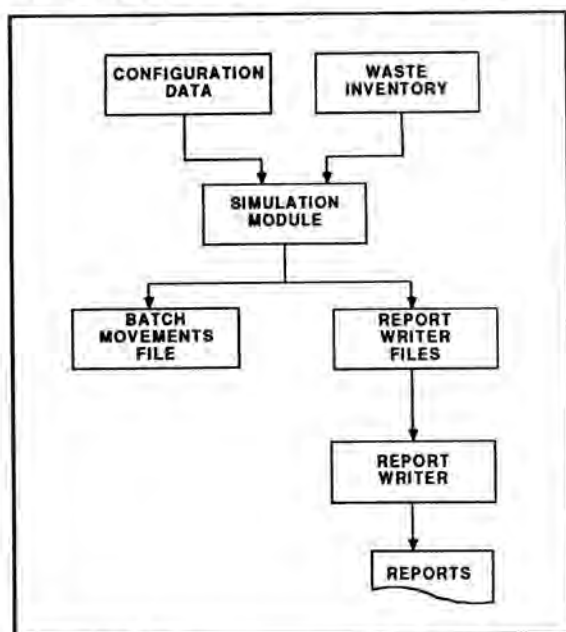 CONFIGURATION
DATA
WASTE
INVENTORY
SIMULATION
MODULE
BATCH
MOVEMENTS
FILE
REPORT
WRITER
FILES
REPORT
WRITER
REPORTS